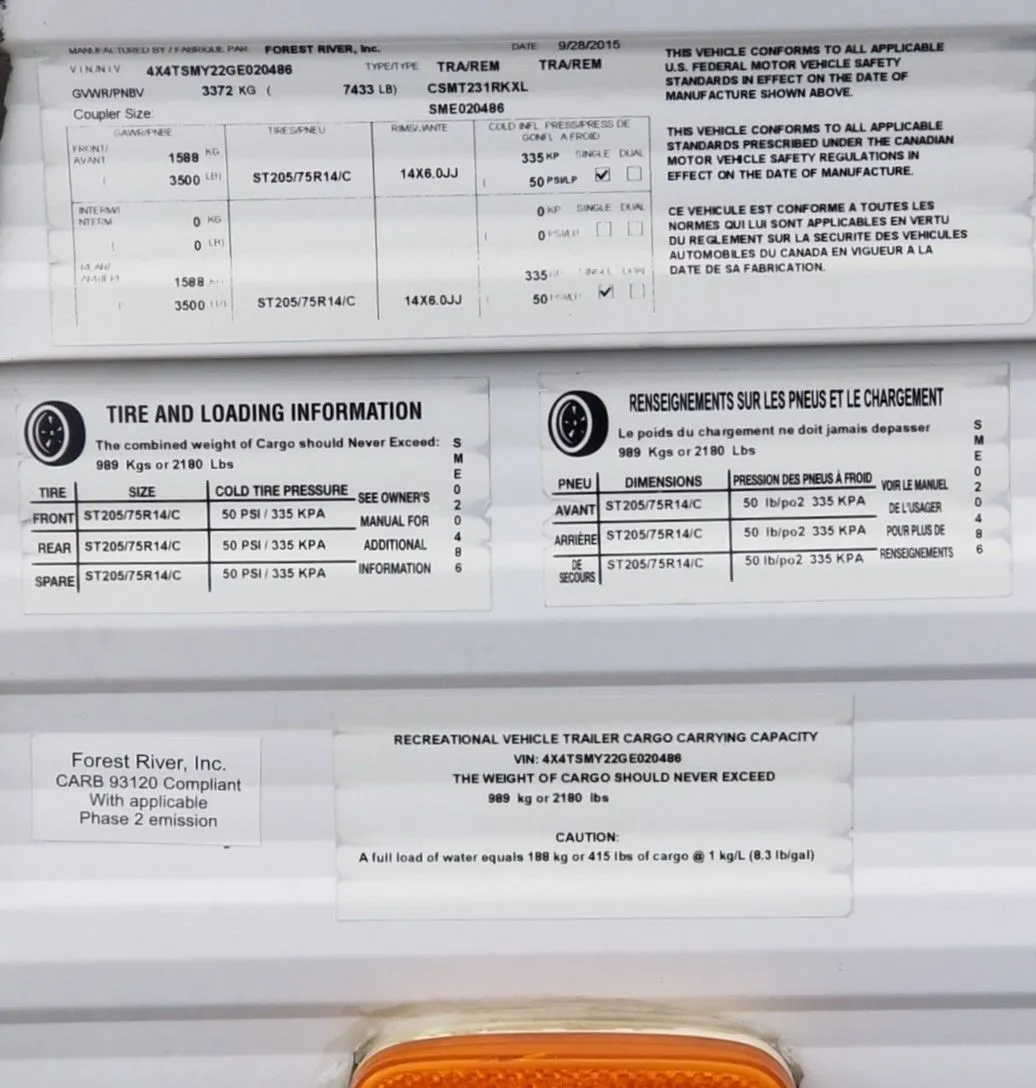 MANUFACTURED BY / FABRIQUE PAR FOREST RIVER, Inc. DATE 9/28/2015
VIN/NIV 4X4TSMY22GE020486 TYPE/TYPE TRA/REM TRA/REM
GVWR/PNBV 3372 KG ( 7433 LB) CSMT231RKXL
Coupler Size: SME020486
GAWR/PNBE TIRES/PNEU RIMS/JANTE COLD INFL PRESS/PRESS DE
GONFL A FROID
FRONT/
AVANT 1588 KG 335 KP SINGLE DUAL
( 3500 LB) ST205/75R14/C 14X6.0JJ ( 50 PSI/LP
INTERM/
INTERM 0 KG 0 KP SINGLE DUAL
( 0 LB) ( 0 PSI/LP
1588 335
( 3500 ST205/75R14/C 14X6.0JJ ( 50
THIS VEHICLE CONFORMS TO ALL APPLICABLE
U.S. FEDERAL MOTOR VEHICLE SAFETY
STANDARDS IN EFFECT ON THE DATE OF
MANUFACTURE SHOWN ABOVE.
THIS VEHICLE CONFORMS TO ALL APPLICABLE
STANDARDS PRESCRIBED UNDER THE CANADIAN
MOTOR VEHICLE SAFETY REGULATIONS IN
EFFECT ON THE DATE OF MANUFACTURE.
CE VEHICULE EST CONFORME A TOUTES LES
NORMES QUI LUI SONT APPLICABLES EN VERTU
DU REGLEMENT SUR LA SECURITE DES VEHICULES
AUTOMOBILES DU CANADA EN VIGUEUR A LA
DATE DE SA FABRICATION.
TIRE AND LOADING INFORMATION
The combined weight of Cargo should Never Exceed:
989 Kgs or 2180 Lbs
TIRE SIZE COLD TIRE PRESSURE SEE OWNER'S
FRONT ST205/75R14/C 50 PSI / 335 KPA MANUAL FOR
REAR ST205/75R14/C 50 PSI / 335 KPA ADDITIONAL
SPARE ST205/75R14/C 50 PSI / 335 KPA INFORMATION
SME020486
RENSEIGNEMENTS SUR LES PNEUS ET LE CHARGEMENT
Le poids du chargement ne doit jamais depasser
989 Kgs or 2180 Lbs
PNEU DIMENSIONS PRESSION DES PNEUS À FROID VOIR LE MANUEL
AVANT ST205/75R14/C 50 lb/po2 335 KPA DE L'USAGER
ARRIÈRE ST205/75R14/C 50 lb/po2 335 KPA POUR PLUS DE
DE
SECOURS ST205/75R14/C 50 lb/po2 335 KPA RENSEIGNEMENTS
SME020486
Forest River, Inc.
CARB 93120 Compliant
With applicable
Phase 2 emission
RECREATIONAL VEHICLE TRAILER CARGO CARRYING CAPACITY
VIN: 4X4TSMY22GE020486
THE WEIGHT OF CARGO SHOULD NEVER EXCEED
989 kg or 2180 lbs
CAUTION:
A full load of water equals 188 kg or 415 lbs of cargo @ 1 kg/L (8.3 lb/gal)